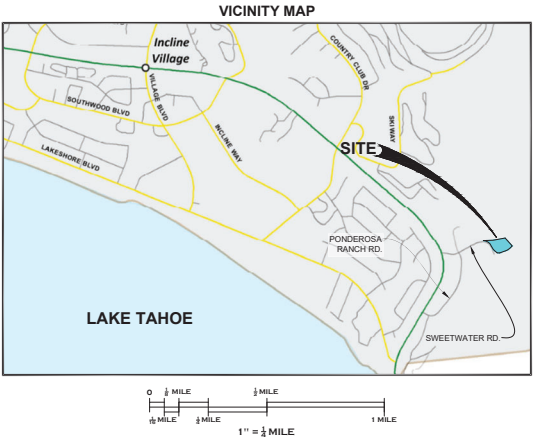 VICINITY MAP
Incline
Village
COUNTRY CLUB DR
VILLAGE BLVD
SOUTHWOOD BLVD
SKI WAY
INCLINE WAY
SITE
LAKESHORE BLVD
PONDEROSA
RANCH RD.
LAKE TAHOE
SWEETWATER RD.
0 1/8 MILE 1/2 MILE
1/16 MILE 1/4 MILE 1 MILE
1" = 1/4 MILE